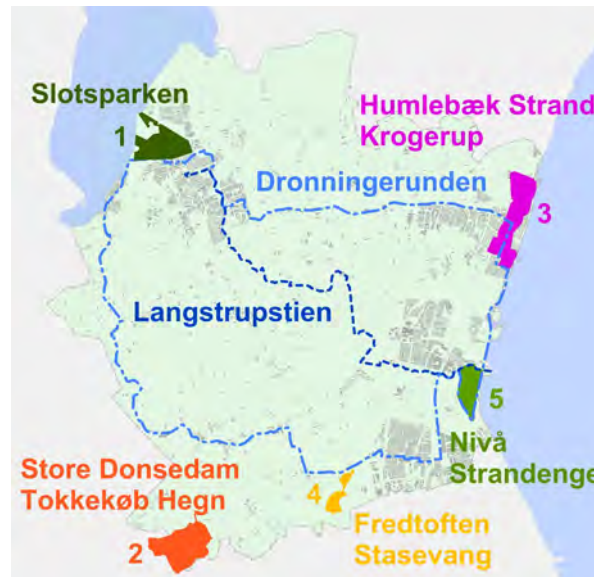 Slotsparken
1
Humlebæk Strand
Krogerup
Dronningerunden
3
Langstrupstien
5
Nivå
Strandenge
Store Donsedam
Tokkekøb Hegn
4
2
Fredtoften
Stasevang